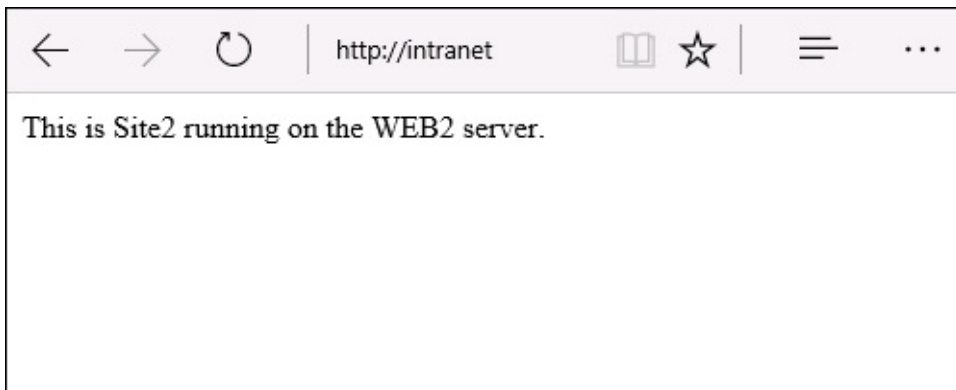 http://intranet
This is Site2 running on the WEB2 server.